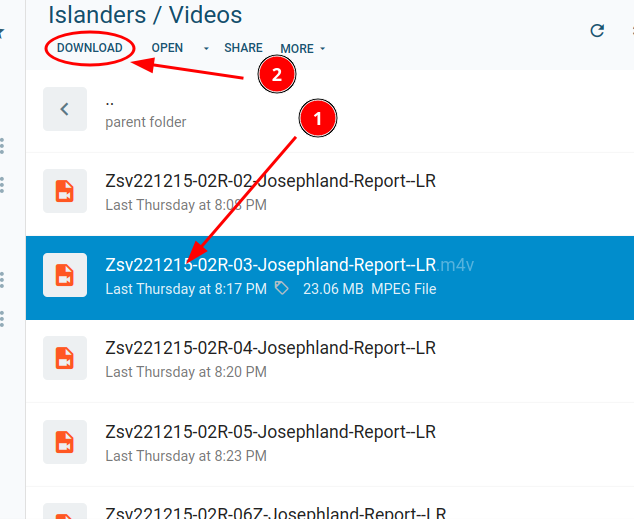 Islanders / Videos
DOWNLOAD OPEN SHARE MORE
2
..
parent folder
1
Zsv221215-02R-02-Josephland-Report--LR
Last Thursday at 8:08 PM
Zsv221215-02R-03-Josephland-Report--LR.m4v
Last Thursday at 8:17 PM 23.06 MB MPEG File
Zsv221215-02R-04-Josephland-Report--LR
Last Thursday at 8:20 PM
Zsv221215-02R-05-Josephland-Report--LR
Last Thursday at 8:23 PM
Zsv221215-02R-06Z-Josephland-Report--LR